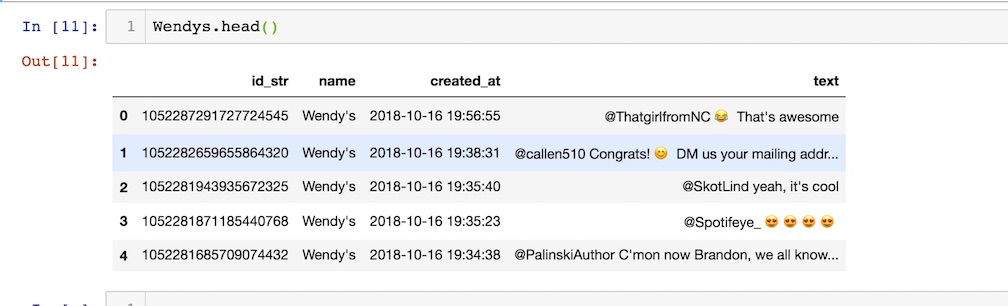 In [11]: 1 Wendys.head()
Out[11]:
id_str name created_at text
0 1052287291727724545 Wendy's 2018-10-16 19:56:55 @ThatgirlfromNC 😂 That's awesome
1 1052282659655864320 Wendy's 2018-10-16 19:38:31 @callen510 Congrats! 😊 DM us your mailing addr...
2 1052281943935672325 Wendy's 2018-10-16 19:35:40 @SkotLind yeah, it's cool
3 1052281871185440768 Wendy's 2018-10-16 19:35:23 @Spotifeye_ 😍 😍 😍 😍
4 1052281685709074432 Wendy's 2018-10-16 19:34:38 @PalinskiAuthor C'mon now Brandon, we all know...